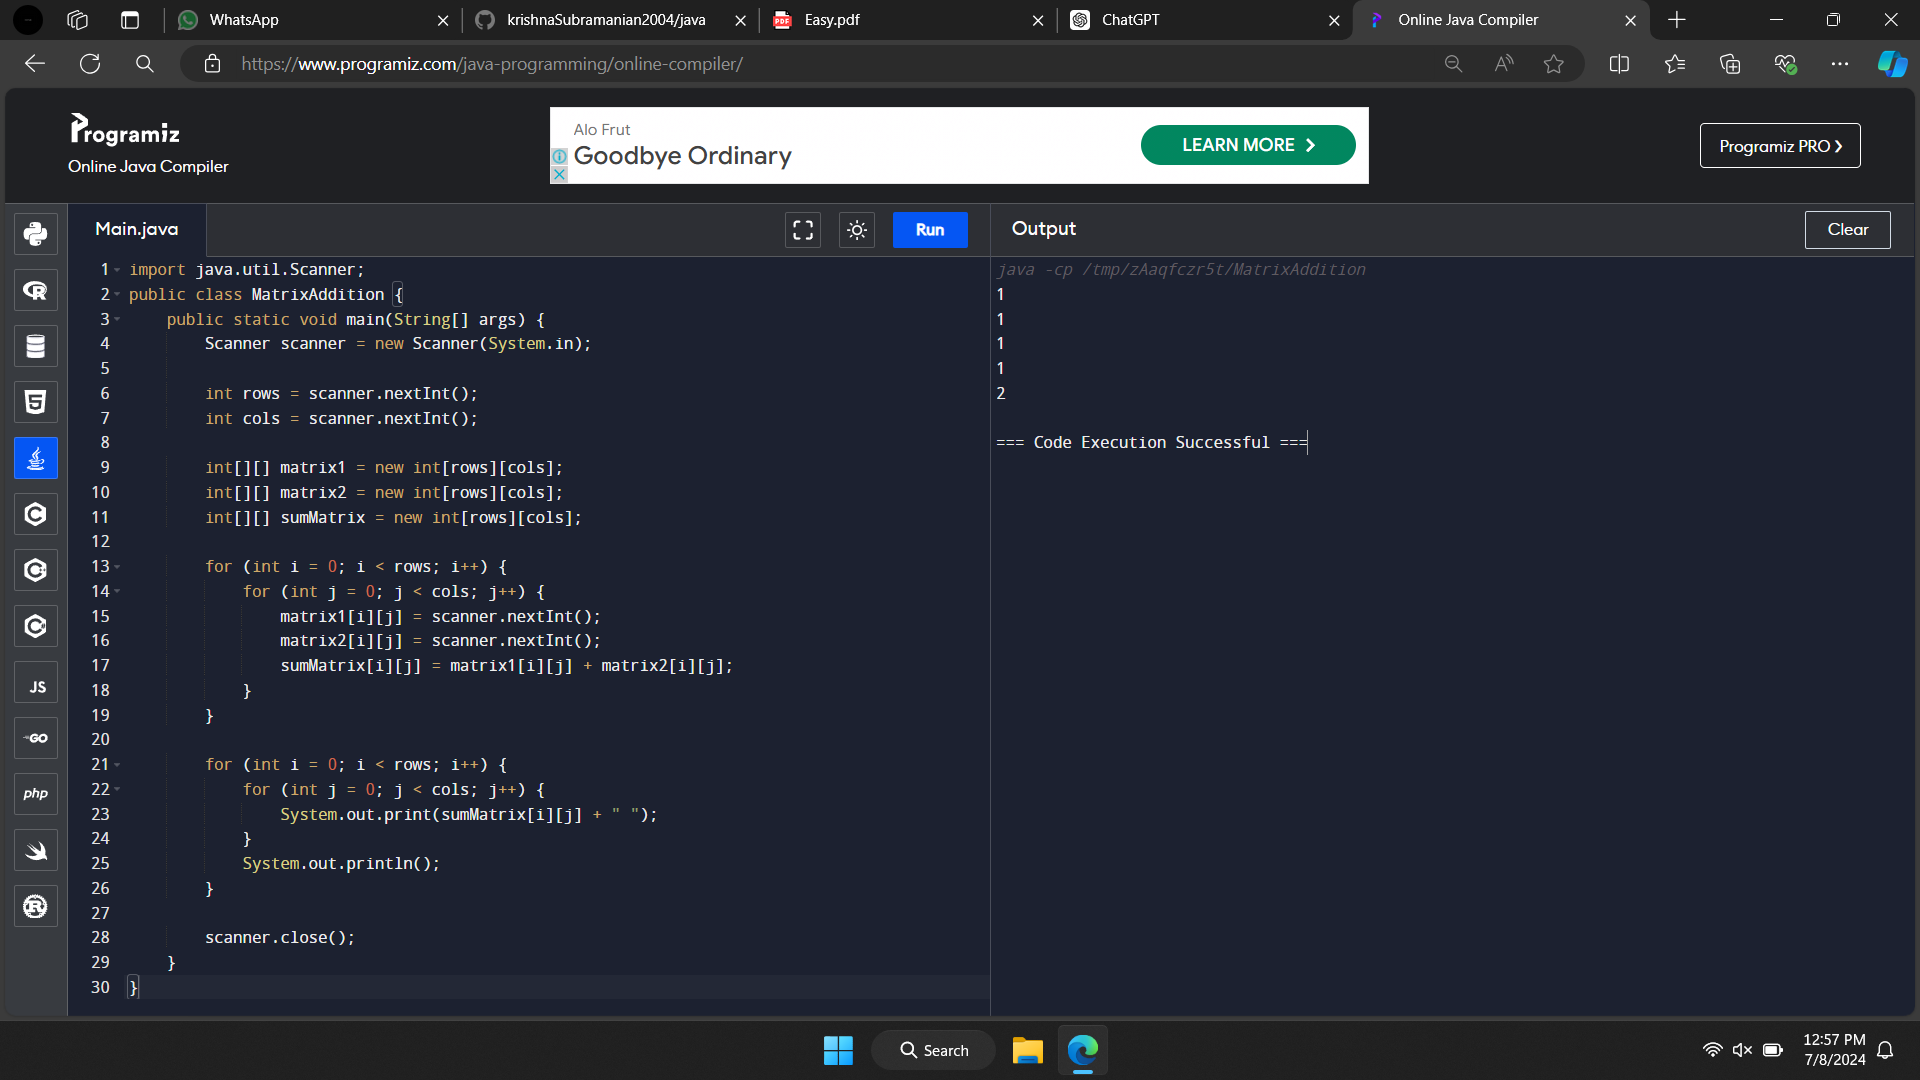 WhatsApp
krishnaSubramanian2004/java
Easy.pdf
ChatGPT
Online Java Compiler
https://www.programiz.com/java-programming/online-compiler/
Programiz
Online Java Compiler
Alo Frut
Goodbye Ordinary
LEARN MORE
Programiz PRO
Main.java
Run
Output
Clear
1 import java.util.Scanner;
2 public class MatrixAddition {
3     public static void main(String[] args) {
4         Scanner scanner = new Scanner(System.in);
5
6         int rows = scanner.nextInt();
7         int cols = scanner.nextInt();
8
9         int[][] matrix1 = new int[rows][cols];
10         int[][] matrix2 = new int[rows][cols];
11         int[][] sumMatrix = new int[rows][cols];
12
13         for (int i = 0; i < rows; i++) {
14             for (int j = 0; j < cols; j++) {
15                 matrix1[i][j] = scanner.nextInt();
16                 matrix2[i][j] = scanner.nextInt();
17                 sumMatrix[i][j] = matrix1[i][j] + matrix2[i][j];
18             }
19         }
20
21         for (int i = 0; i < rows; i++) {
22             for (int j = 0; j < cols; j++) {
23                 System.out.print(sumMatrix[i][j] + " ");
24             }
25             System.out.println();
26         }
27
28         scanner.close();
29     }
30 }
java -cp /tmp/zAaqfczr5t/MatrixAddition
1
1
1
1
2
=== Code Execution Successful ===
JS
GO
php
Search
12:57 PM
7/8/2024